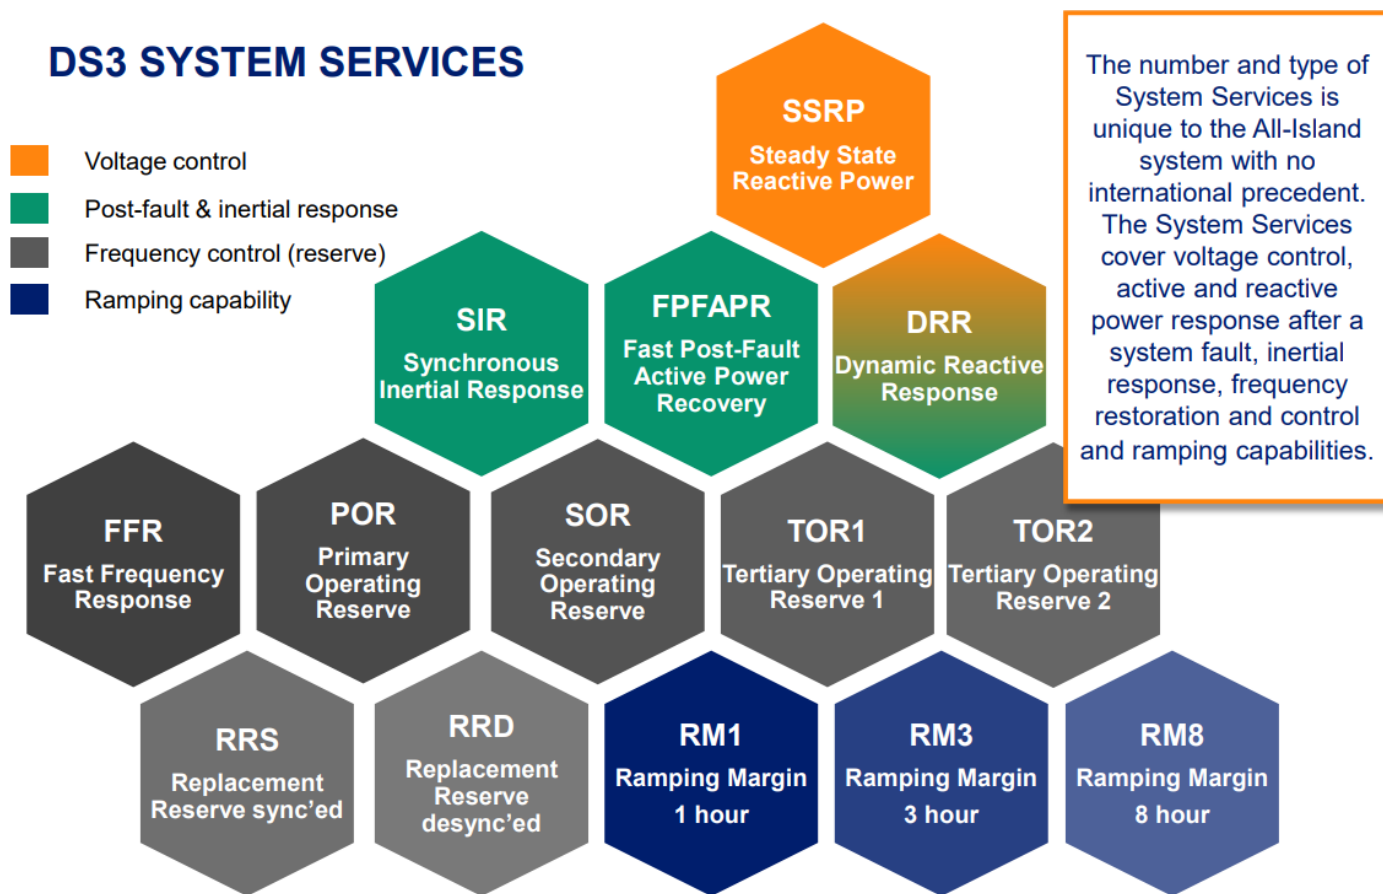 DS3 SYSTEM SERVICES
Voltage control
Post-fault & inertial response
Frequency control (reserve)
Ramping capability
SSRP
Steady State
Reactive Power
The number and type of
System Services is
unique to the All-Island
system with no
international precedent.
The System Services
cover voltage control,
active and reactive
power response after a
system fault, inertial
response, frequency
restoration and control
and ramping capabilities.
SIR
Synchronous
Inertial Response
FPFAPR
Fast Post-Fault
Active Power
Recovery
DRR
Dynamic Reactive
Response
FFR
Fast Frequency
Response
POR
Primary
Operating
Reserve
SOR
Secondary
Operating
Reserve
TOR1
Tertiary Operating
Reserve 1
TOR2
Tertiary Operating
Reserve 2
RRS
Replacement
Reserve sync’ed
RRD
Replacement
Reserve
desync’ed
RM1
Ramping Margin
1 hour
RM3
Ramping Margin
3 hour
RM8
Ramping Margin
8 hour